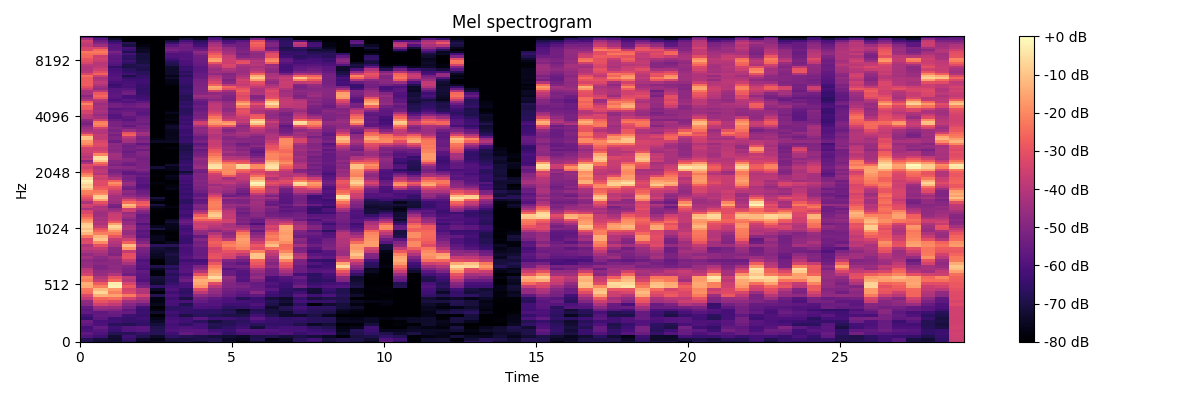 Mel spectrogram
8192
4096
2048
1024
512
0
Hz
0 5 10 15 20 25
Time
+0 dB
-10 dB
-20 dB
-30 dB
-40 dB
-50 dB
-60 dB
-70 dB
-80 dB